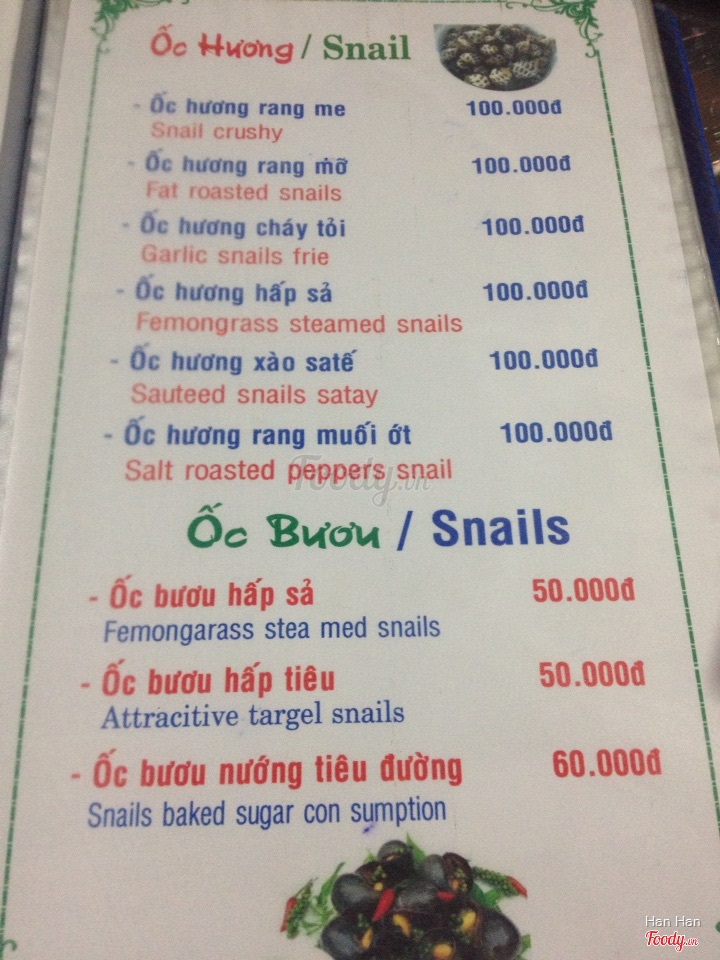 Ốc Hương / Snail
- Ốc hương rang me 100.000đ
Snail crushy
- Ốc hương rang mỡ 100.000đ
Fat roasted snails
- Ốc hương cháy tỏi 100.000đ
Garlic snails frie
- Ốc hương hấp sả 100.000đ
Femongrass steamed snails
- Ốc hương xào satế 100.000đ
Sauteed snails satay
- Ốc hương rang muối ớt 100.000đ
Salt roasted peppers snail
Foody.vn
Ốc Bươu / Snails
- Ốc bươu hấp sả 50.000đ
Femongarass stea med snails
- Ốc bươu hấp tiêu 50.000đ
Attracitive targel snails
- Ốc bươu nướng tiêu đường 60.000đ
Snails baked sugar con sumption
Han Han
Foody.vn